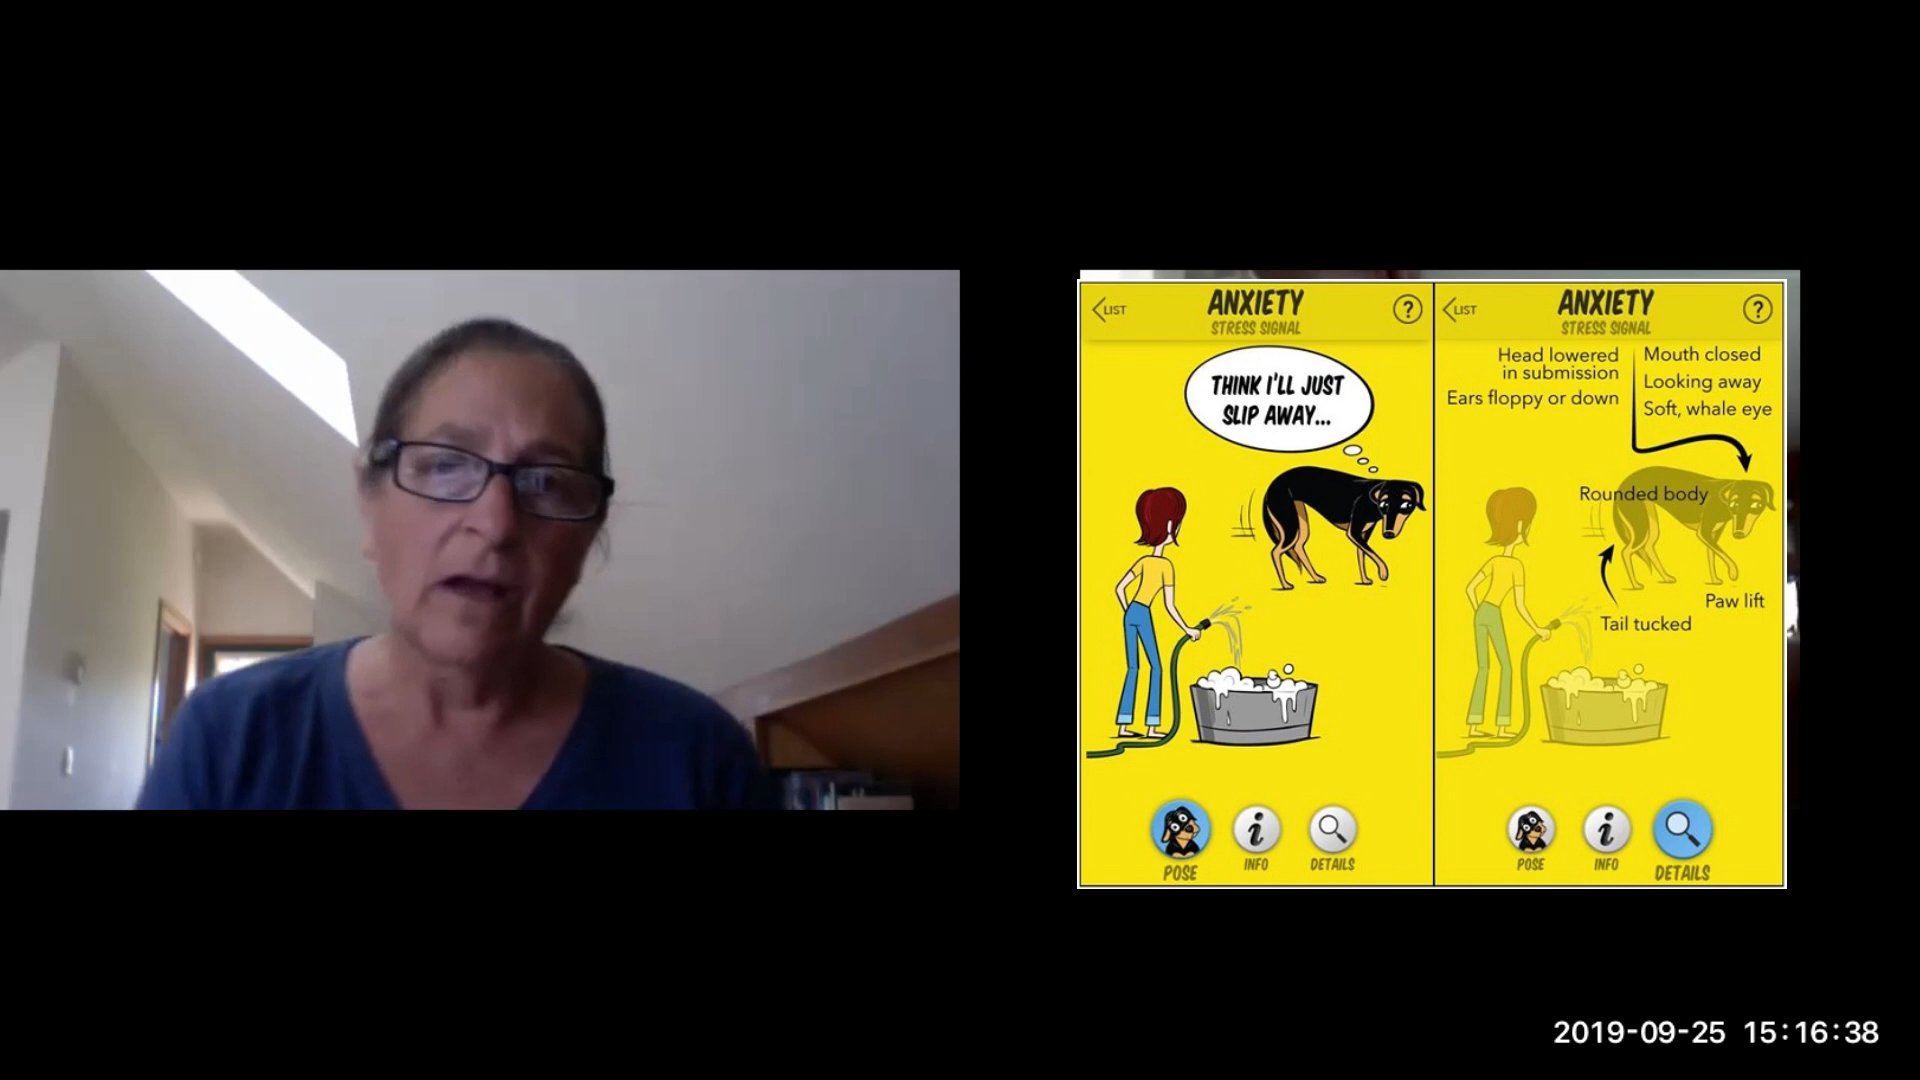 LIST
ANXIETY
STRESS SIGNAL
?
THINK I'LL JUST
SLIP AWAY...
POSE
i
INFO
DETAILS
LIST
ANXIETY
STRESS SIGNAL
?
Head lowered
in submission
Ears floppy or down
Mouth closed
Looking away
Soft, whale eye
Rounded body
Paw lift
Tail tucked
POSE
i
INFO
DETAILS
2019-09-25 15:16:38